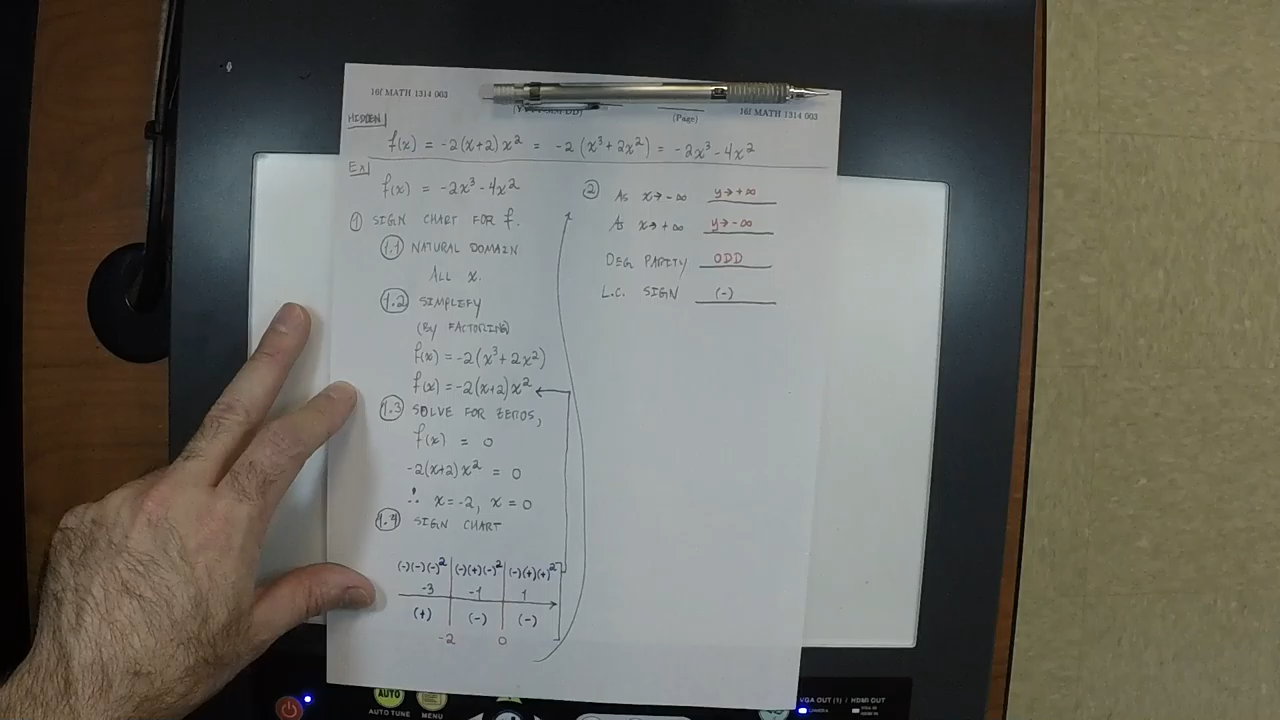 16f MATH 1314 003
(Page)
16f MATH 1314 003
HIDDEN
f(x) = -2(x+2)x² = -2(x³+2x²) = -2x³-4x²
Ex
f(x) = -2x³-4x²
① SIGN CHART FOR f.
1.1 NATURAL DOMAIN
ALL x.
1.2 SIMPLIFY
(BY FACTORING)
f(x) = -2(x³+2x²)
f(x) = -2(x+2)x²
1.3 SOLVE FOR ZEROS,
f(x) = 0
-2(x+2)x² = 0
∴ x=-2, x=0
1.4 SIGN CHART
(-)(-)(-)² (-)(+)(-)² (-)(+)(+)²
-3 -1 1
(+) (-) (-)
-2 0
② As x→-∞ y→+∞
As x→+∞ y→-∞
DEG PARITY ODD
L.C. SIGN (-)
AUTO
AUTO TUNE
MENU
VGA OUT (1) / HDMI OUT